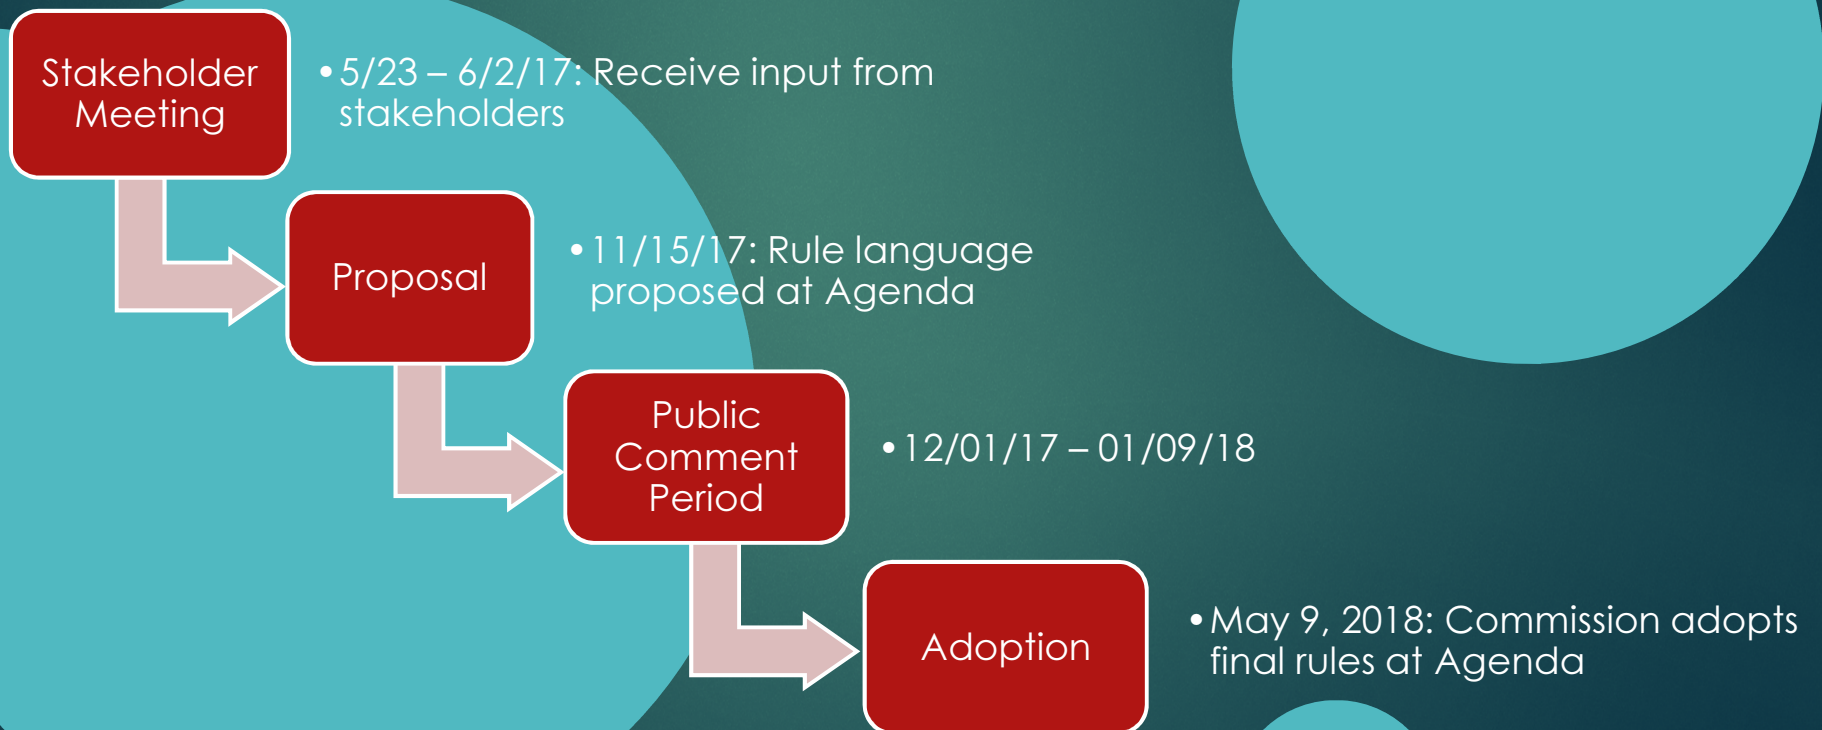 Stakeholder
Meeting
•5/23 – 6/2/17: Receive input from
stakeholders
Proposal
•11/15/17: Rule language
proposed at Agenda
Public
Comment
Period
•12/01/17 – 01/09/18
Adoption
•May 9, 2018: Commission adopts
final rules at Agenda